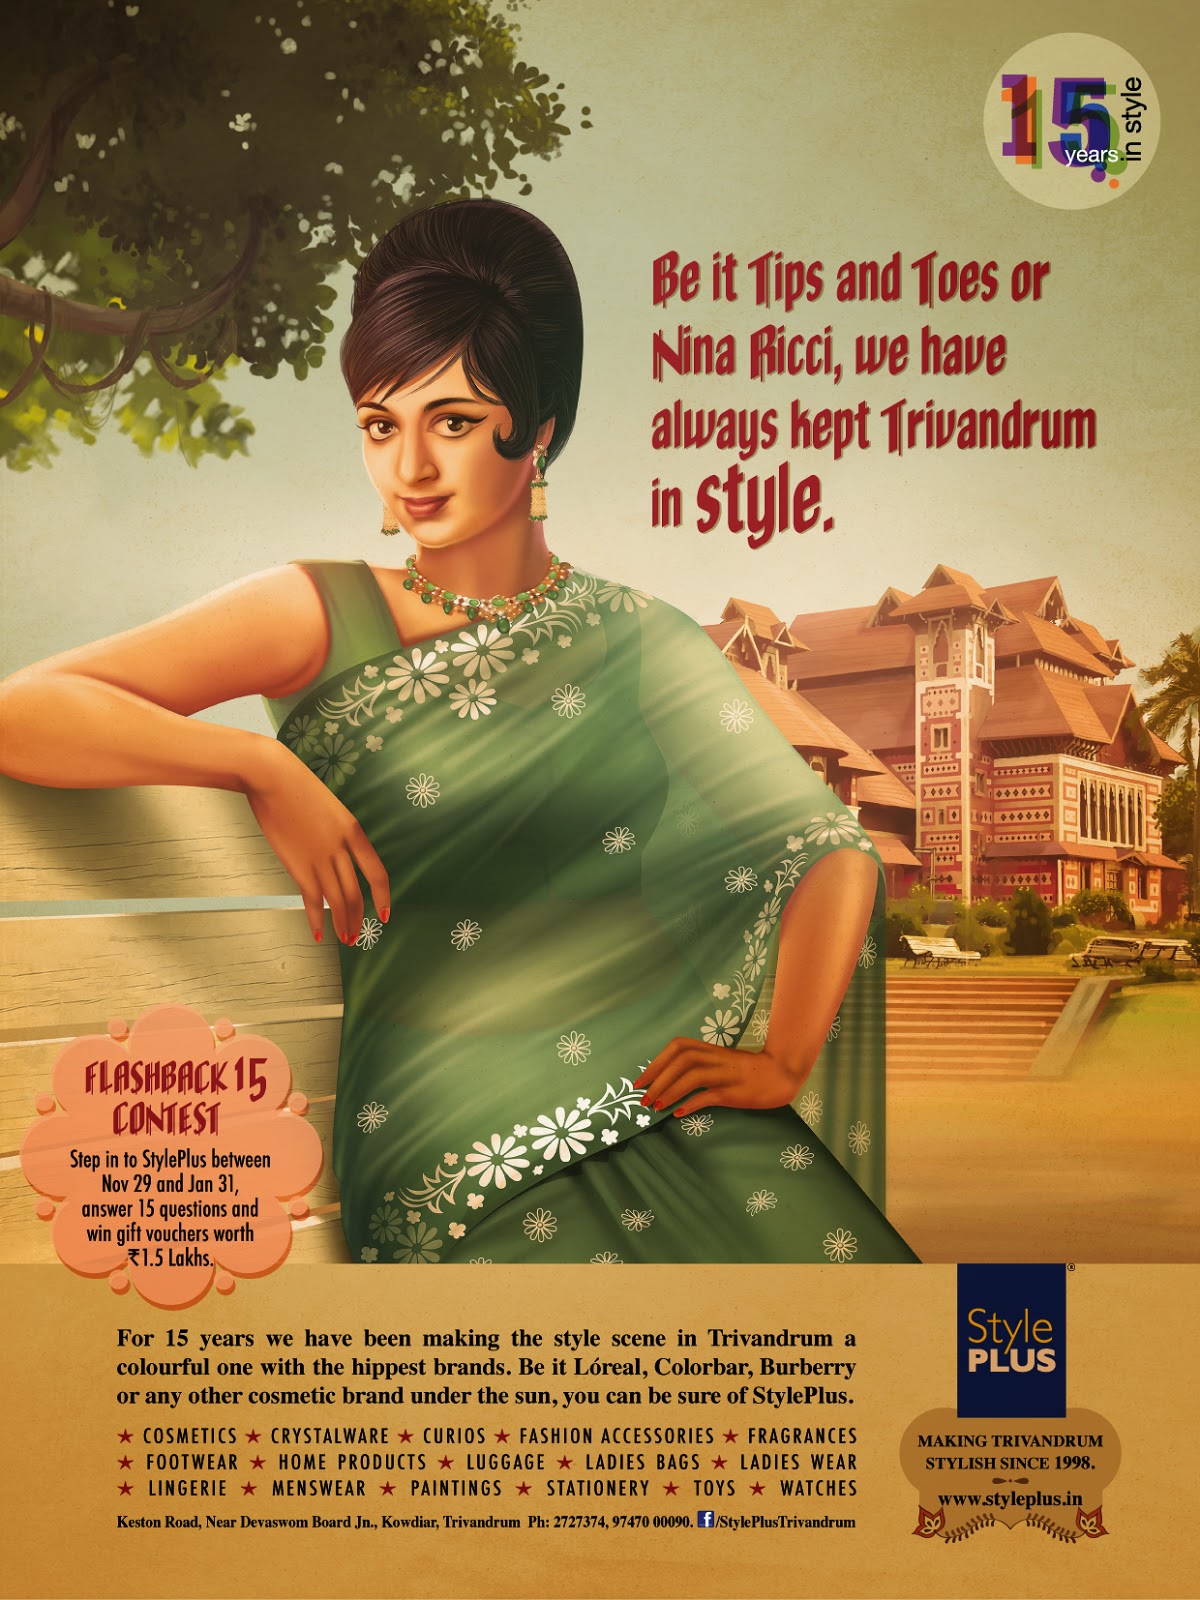 15
years
in style
Be it Tips and Toes or
Nina Ricci, we have
always kept Trivandrum
in style.
FLASHBACK 15
CONTEST
Step in to StylePlus between
Nov 29 and Jan 31,
answer 15 questions and
win gift vouchers worth
₹1.5 Lakhs.
For 15 years we have been making the style scene in Trivandrum a
colourful one with the hippest brands. Be it Lóreal, Colorbar, Burberry
or any other cosmetic brand under the sun, you can be sure of StylePlus.
★ COSMETICS ★ CRYSTALWARE ★ CURIOS ★ FASHION ACCESSORIES ★ FRAGRANCES
★ FOOTWEAR ★ HOME PRODUCTS ★ LUGGAGE ★ LADIES BAGS ★ LADIES WEAR
★ LINGERIE ★ MENSWEAR ★ PAINTINGS ★ STATIONERY ★ TOYS ★ WATCHES
Keston Road, Near Devaswom Board Jn., Kowdiar, Trivandrum Ph: 2727374, 97470 00090. f/StylePlusTrivandrum
Style ®
PLUS
MAKING TRIVANDRUM
STYLISH SINCE 1998.
www.styleplus.in